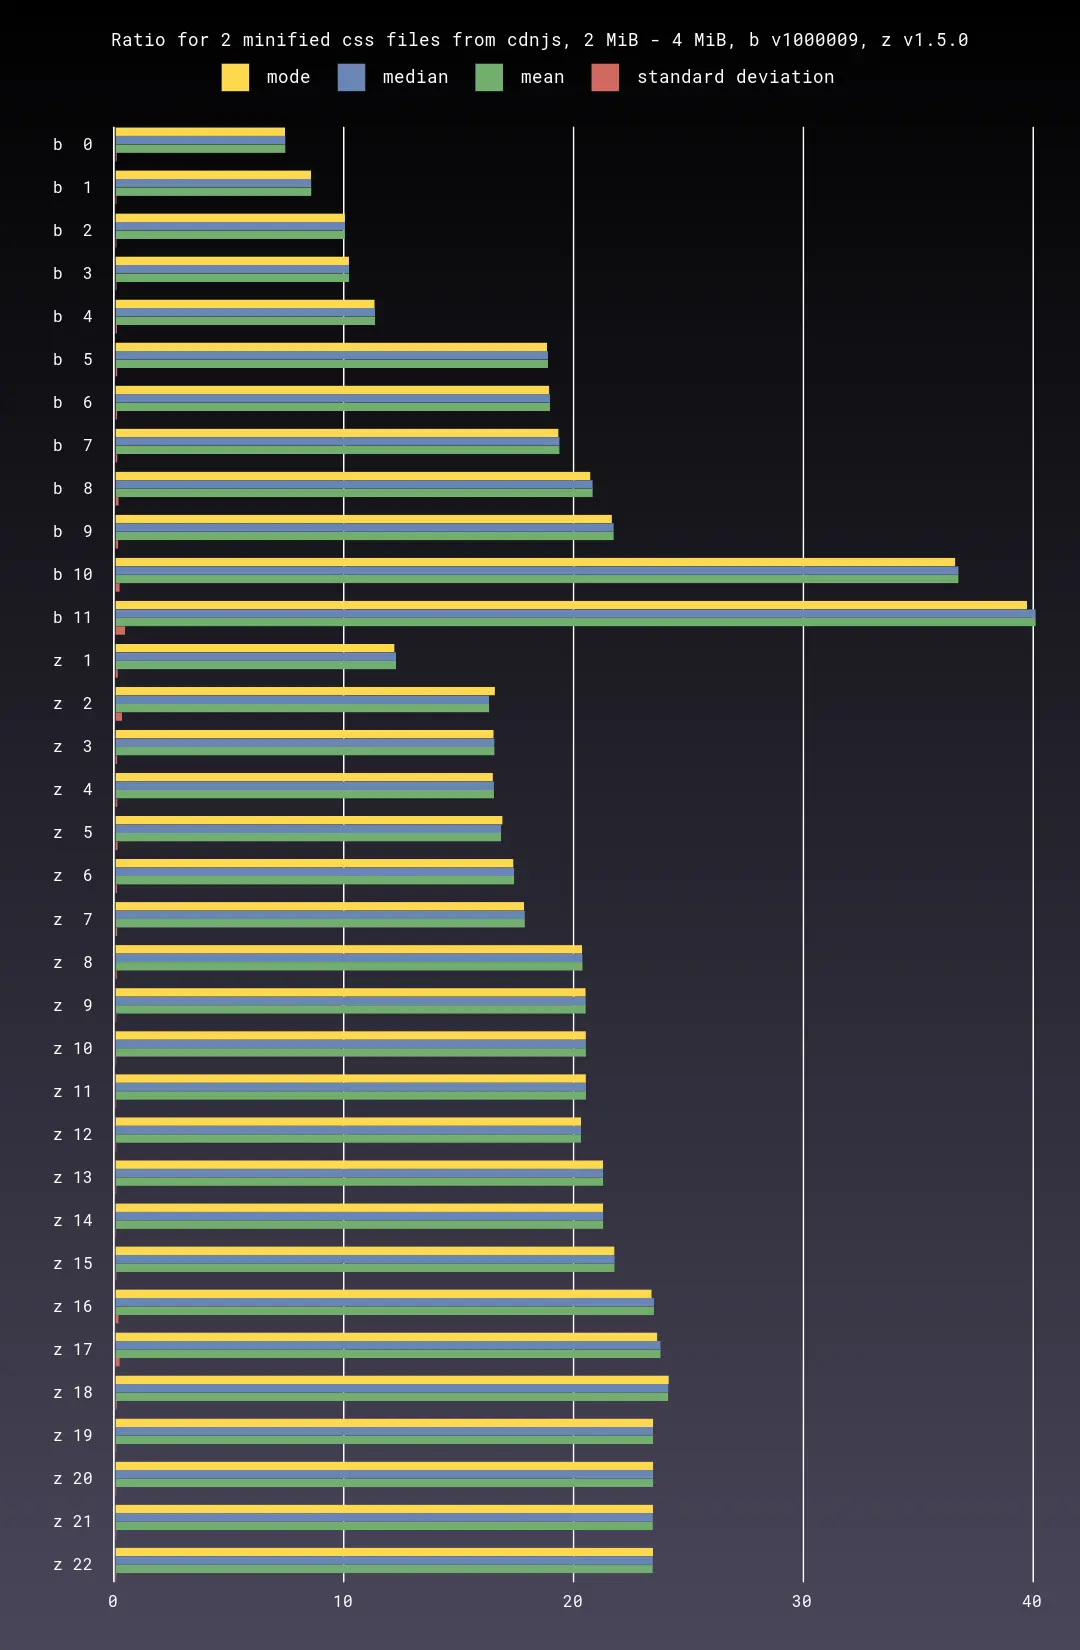 Ratio for 2 minified css files from cdnjs, 2 MiB - 4 MiB, b v1000009, z v1.5.0
mode median mean standard deviation
b 0
b 1
b 2
b 3
b 4
b 5
b 6
b 7
b 8
b 9
b 10
b 11
z 1
z 2
z 3
z 4
z 5
z 6
z 7
z 8
z 9
z 10
z 11
z 12
z 13
z 14
z 15
z 16
z 17
z 18
z 19
z 20
z 21
z 22
0 10 20 30 40